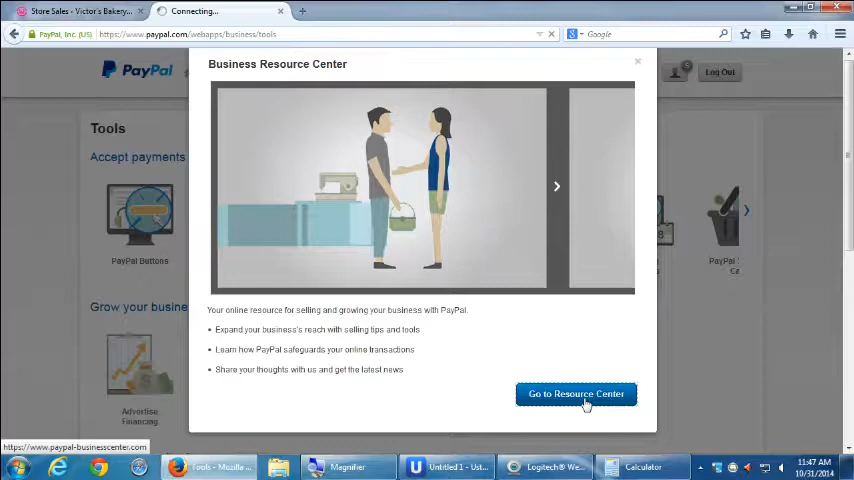 Store Sales - Victor's Bakery...
Connecting...
PayPal, Inc. (US)
https://www.paypal.com/webapps/business/tools
Google
PayPal
Log Out
Business Resource Center
Tools
Accept payments
PayPal Buttons
Grow your busine
Advertise
Financing.
Your online resource for selling and growing your business with PayPal.
• Expand your business's reach with selling tips and tools
• Learn how PayPal safeguards your online transactions
• Share your thoughts with us and get the latest news
Go to Resource Center
https://www.paypal-businesscenter.com
Tools - Mozilla ...
Magnifier
Untitled 1 - Ust...
Logitech® We...
Calculator
11:47 AM
10/31/2014